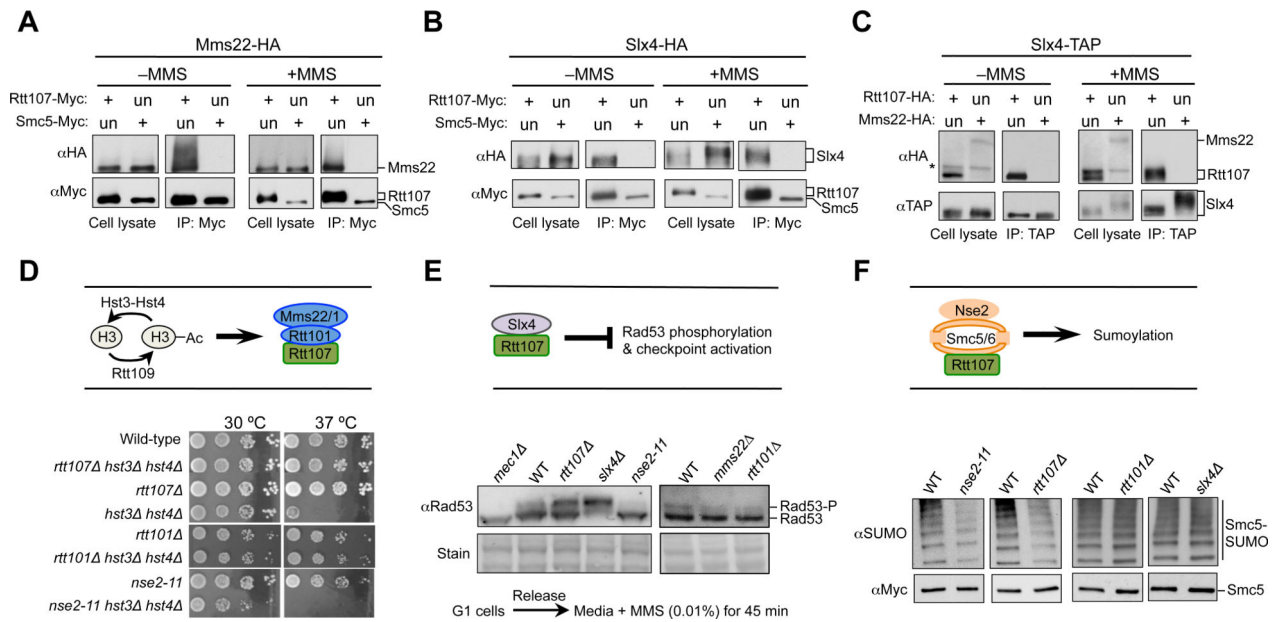 A
Mms22-HA
–MMS
+MMS
Rtt107-Myc: + un + un + un + un
Smc5-Myc: un + un + un + un +
αHA
Mms22
αMyc
Rtt107
Smc5
Cell lysate
IP: Myc
Cell lysate
IP: Myc
B
Slx4-HA
–MMS
+MMS
Rtt107-Myc: + un + un + un + un
Smc5-Myc: un + un + un + un +
αHA
Slx4
αMyc
Rtt107
Smc5
Cell lysate
IP: Myc
Cell lysate
IP: Myc
C
Slx4-TAP
–MMS
+MMS
Rtt107-HA: + un + un + un + un
Mms22-HA: un + un + un + un +
Mms22
αHA
*
Rtt107
αTAP
Slx4
Cell lysate
IP: TAP
Cell lysate
IP: TAP
D
Hst3-Hst4
H3
H3
Ac
Rtt109
Mms22/1
Rtt101
Rtt107
30 ºC
37 ºC
Wild-type
rtt107Δ hst3Δ hst4Δ
rtt107Δ
hst3Δ hst4Δ
rtt101Δ
rtt101Δ hst3Δ hst4Δ
nse2-11
nse2-11 hst3Δ hst4Δ
E
Slx4
Rtt107
Rad53 phosphorylation
& checkpoint activation
mec1Δ
WT
rtt107Δ
slx4Δ
nse2-11
WT
mms22Δ
rtt101Δ
αRad53
Rad53-P
Rad53
Stain
Release
G1 cells
Media + MMS (0.01%) for 45 min
F
Nse2
Smc5/6
Rtt107
Sumoylation
WT
nse2-11
WT
rtt107Δ
WT
rtt101Δ
WT
slx4Δ
αSUMO
Smc5-
SUMO
αMyc
Smc5